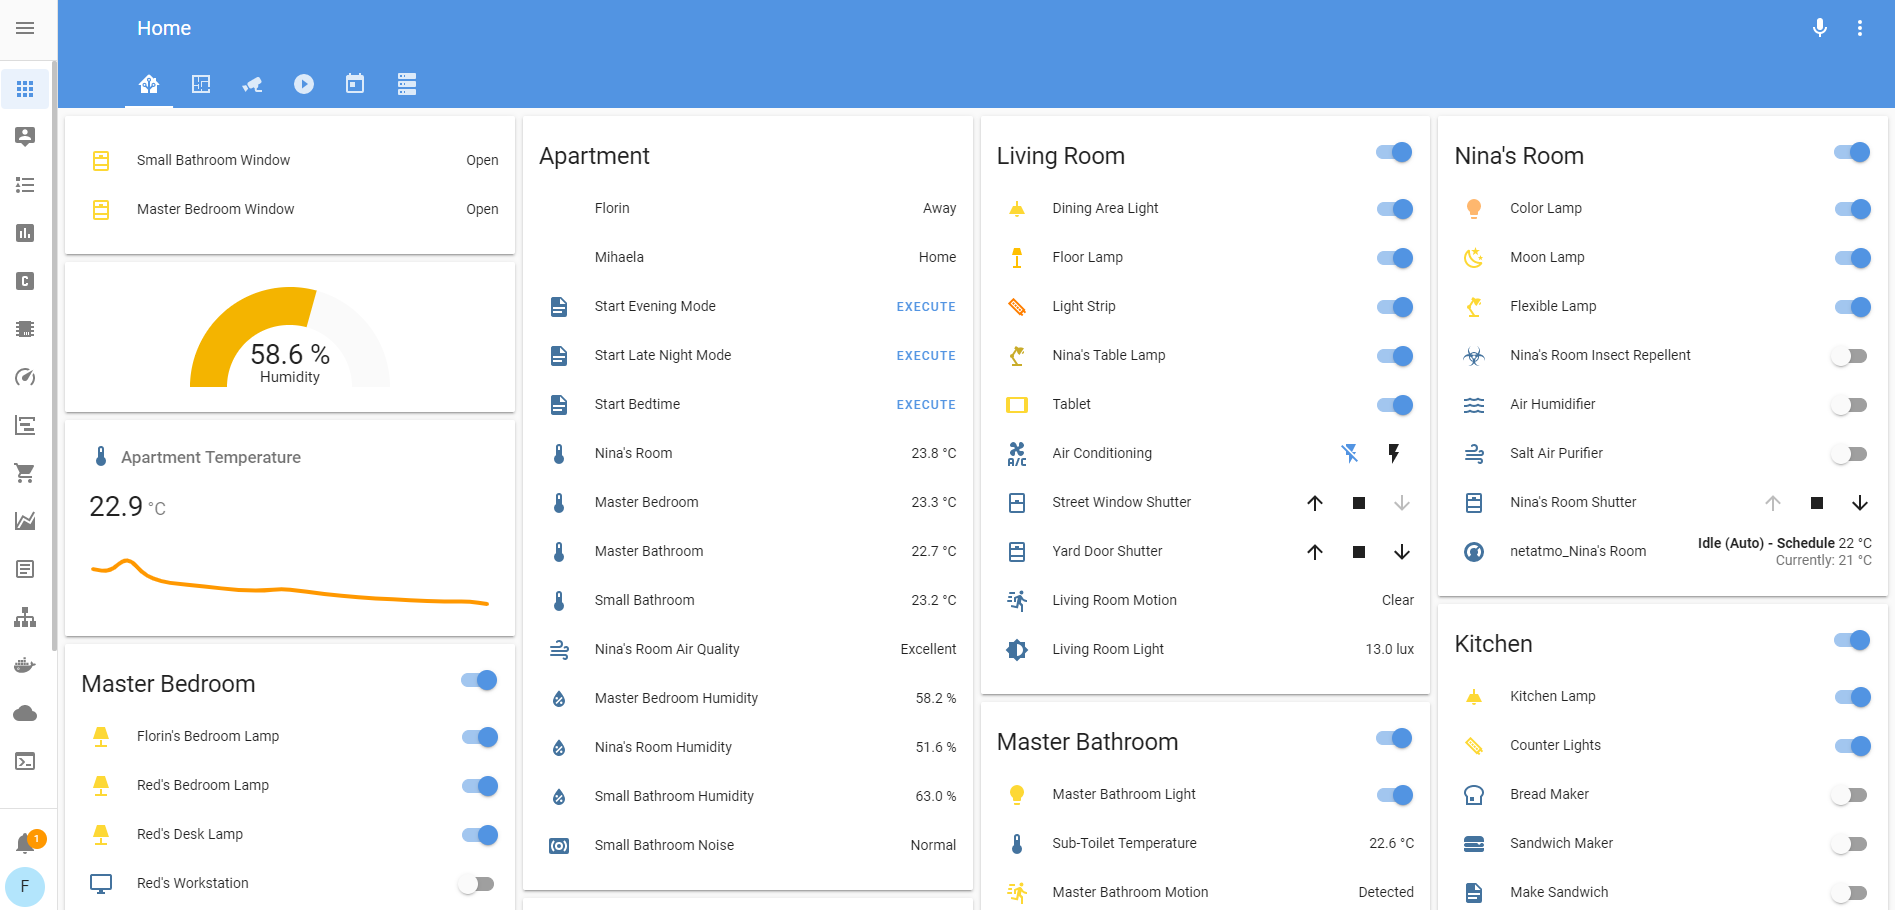 Home
Small Bathroom Window Open
Master Bedroom Window Open
58.6 %
Humidity
Apartment Temperature
22.9 °C
Master Bedroom
Florin's Bedroom Lamp
Red's Bedroom Lamp
Red's Desk Lamp
Red's Workstation
Apartment
Florin Away
Mihaela Home
Start Evening Mode EXECUTE
Start Late Night Mode EXECUTE
Start Bedtime EXECUTE
Nina's Room 23.8 °C
Master Bedroom 23.3 °C
Master Bathroom 22.7 °C
Small Bathroom 23.2 °C
Nina's Room Air Quality Excellent
Master Bedroom Humidity 58.2 %
Nina's Room Humidity 51.6 %
Small Bathroom Humidity 63.0 %
Small Bathroom Noise Normal
Living Room
Dining Area Light
Floor Lamp
Light Strip
Nina's Table Lamp
Tablet
A/C Air Conditioning
Street Window Shutter
Yard Door Shutter
Living Room Motion Clear
Living Room Light 13.0 lux
Master Bathroom
Master Bathroom Light
Sub-Toilet Temperature 22.6 °C
Master Bathroom Motion Detected
Nina's Room
Color Lamp
Moon Lamp
Flexible Lamp
Nina's Room Insect Repellent
Air Humidifier
Salt Air Purifier
Nina's Room Shutter
netatmo_Nina's Room Idle (Auto) - Schedule 22 °C
Currently: 21 °C
Kitchen
Kitchen Lamp
Counter Lights
Bread Maker
Sandwich Maker
Make Sandwich
C
1
F